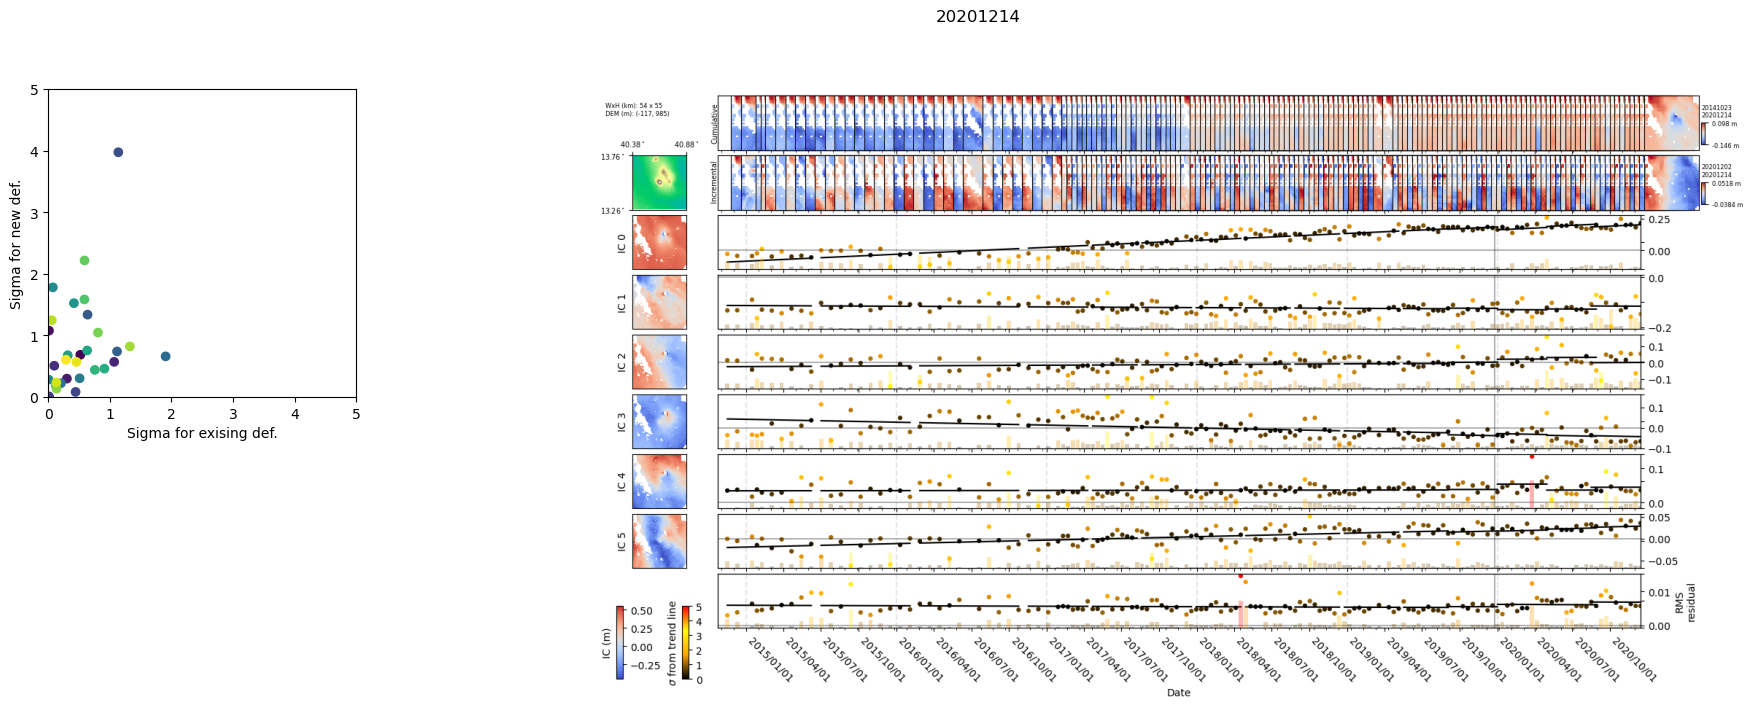 20201214
5
4
3
2
1
0
Sigma for new def.
0 1 2 3 4 5
Sigma for exising def.
WxH (km): 54 x 55
DEM (m): (-117, 985)
40.38° 40.88°
13.76°
13.26°
Cumulative
20141023
20201214
0.098 m
-0.146 m
Incremental
20201202
20201214
0.0518 m
-0.0384 m
IC 0
0.25
0.00
IC 1
0.0
−0.2
IC 2
0.1
0.0
−0.1
IC 3
0.1
0.0
−0.1
IC 4
0.1
0.0
IC 5
0.05
0.00
−0.05
0.01
0.00
RMS
residual
IC (m)
0.50
0.25
0.00
−0.25
σ from trend line
5
4
3
2
1
0
2015/01/01
2015/04/01
2015/07/01
2015/10/01
2016/01/01
2016/04/01
2016/07/01
2016/10/01
2017/01/01
2017/04/01
2017/07/01
2017/10/01
2018/01/01
2018/04/01
2018/07/01
2018/10/01
2019/01/01
2019/04/01
2019/07/01
2019/10/01
2020/01/01
2020/04/01
2020/07/01
2020/10/01
Date